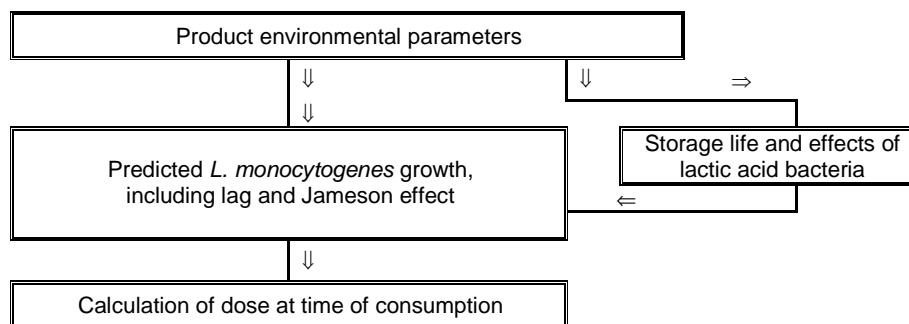 Product environmental parameters
⇓ ⇓ ⇒
⇓
Storage life and effects of
lactic acid bacteria
Predicted L. monocytogenes growth,
including lag and Jameson effect
⇐
⇓
Calculation of dose at time of consumption